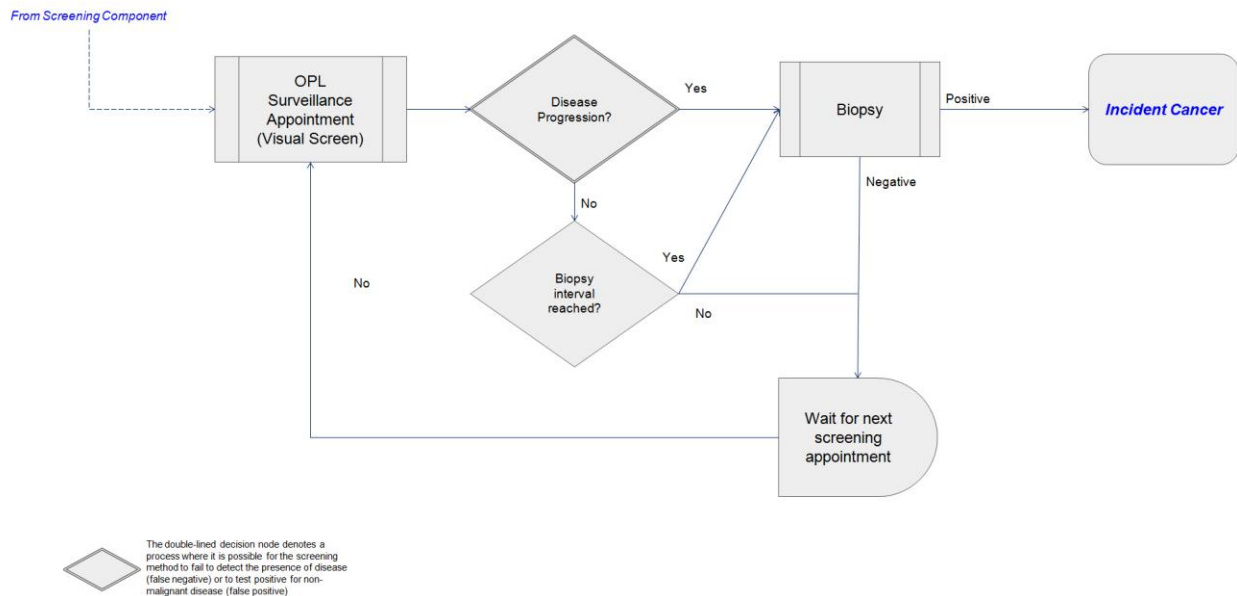 From Screening Component
OPL
Surveillance
Appointment
(Visual Screen)
Disease
Progression?
Yes
Biopsy
Positive
Incident Cancer
Negative
No
Biopsy
interval
reached?
Yes
No
No
Wait for next
screening
appointment
The double-lined decision node denotes a
process where it is possible for the screening
method to fail to detect the presence of disease
(false negative) or to test positive for non-
malignant disease (false positive)